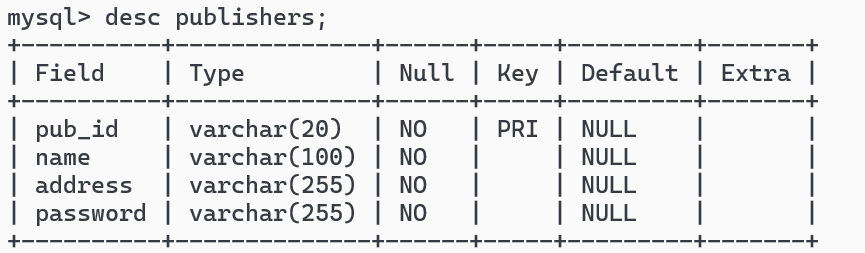 mysql> desc publishers;
+----------+--------------+------+-----+---------+-------+
| Field    | Type         | Null | Key | Default | Extra |
+----------+--------------+------+-----+---------+-------+
| pub_id   | varchar(20)  | NO   | PRI | NULL    |       |
| name     | varchar(100) | NO   |     | NULL    |       |
| address  | varchar(255) | NO   |     | NULL    |       |
| password | varchar(255) | NO   |     | NULL    |       |
+----------+--------------+------+-----+---------+-------+